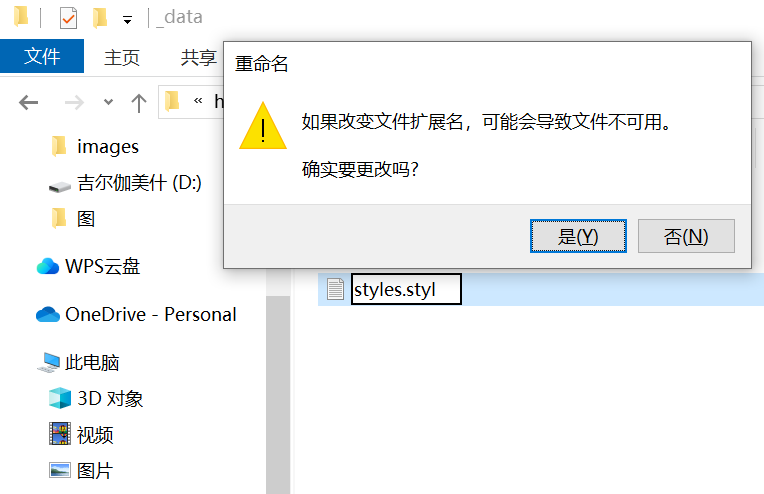 _data
文件
主页
共享
重命名
« h
如果改变文件扩展名，可能会导致文件不可用。
images
确实要更改吗?
吉尔伽美什 (D:)
图
是(Y)
否(N)
WPS云盘
styles.styl
OneDrive - Personal
此电脑
3D 对象
视频
图片